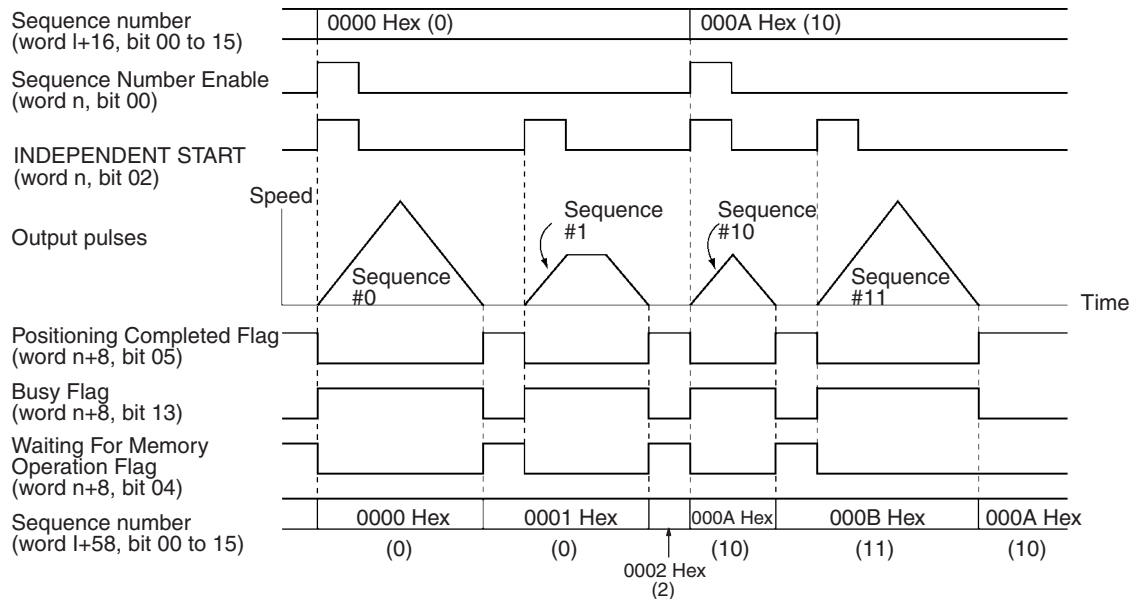 Sequence number
(word l+16, bit 00 to 15)
0000 Hex (0)
000A Hex (10)
Sequence Number Enable
(word n, bit 00)
INDEPENDENT START
(word n, bit 02)
Speed
Output pulses
Sequence
#0
Sequence
#1
Sequence
#10
Sequence
#11
Time
Positioning Completed Flag
(word n+8, bit 05)
Busy Flag
(word n+8, bit 13)
Waiting For Memory
Operation Flag
(word n+8, bit 04)
Sequence number
(word l+58, bit 00 to 15)
0000 Hex
0001 Hex
000A Hex
000B Hex
000A Hex
(0)
(0)
(10)
(11)
(10)
0002 Hex
(2)